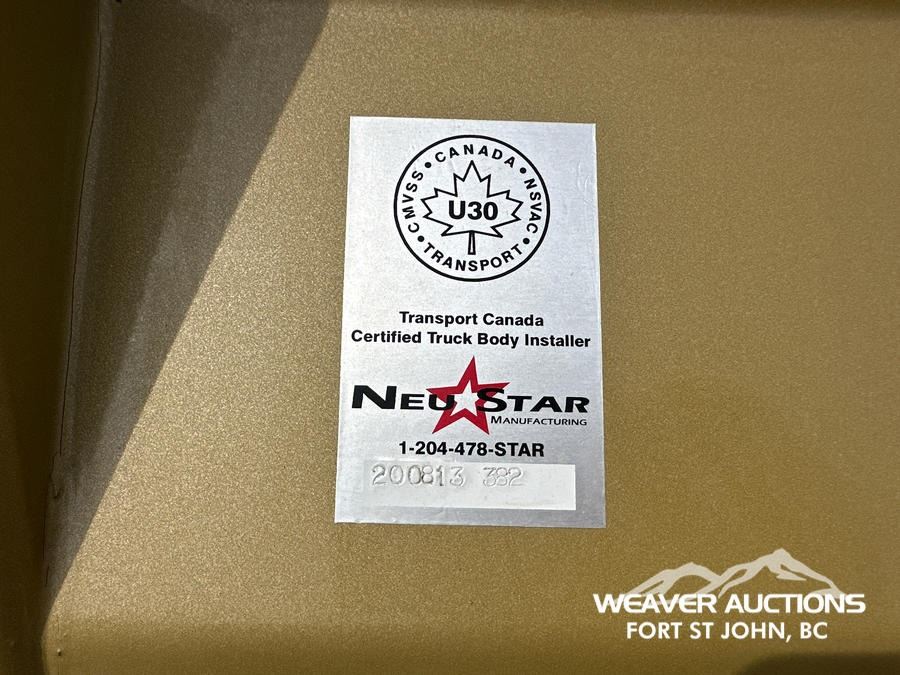 CMVSS • CANADA • NSVAC • TRANSPORT •
U30
Transport Canada
Certified Truck Body Installer
NEU STAR
MANUFACTURING
1-204-478-STAR
200813 382
WEAVER AUCTIONS
FORT ST JOHN, BC